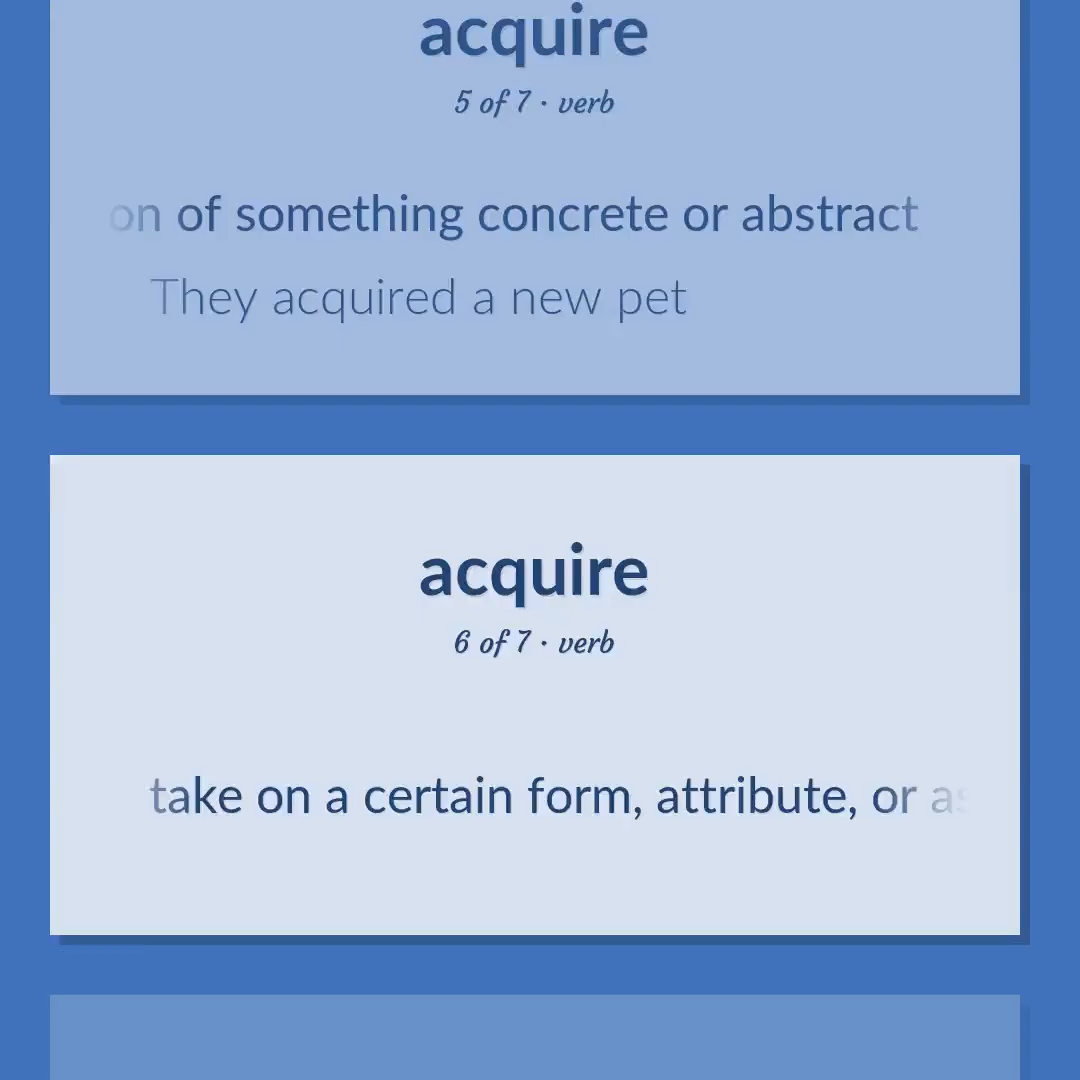 acquire
5 of 7 · verb
on of something concrete or abstract
They acquired a new pet
acquire
6 of 7 · verb
take on a certain form, attribute, or as